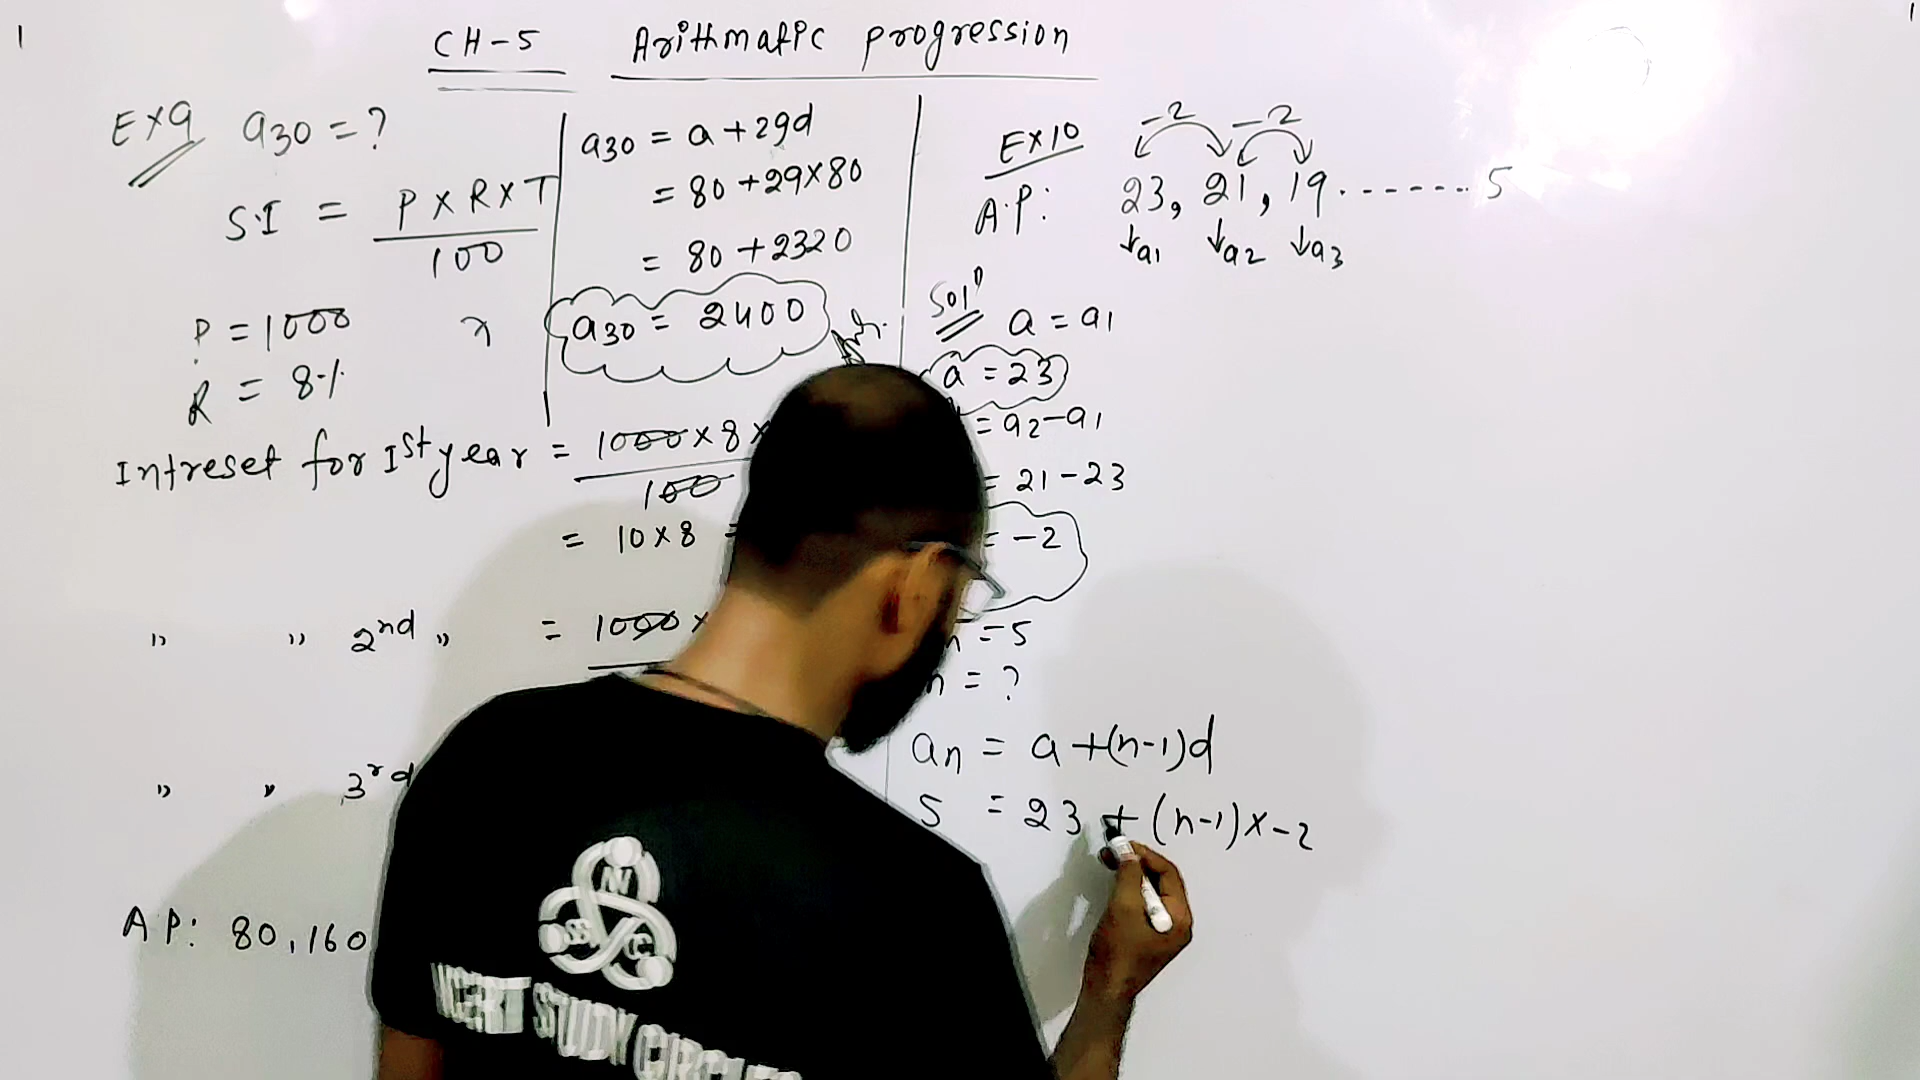 CH-5 Arithmatic progression
Ex9 a30 = ?
S.I = P x R x T
100
P = 1000
R = 8%
Intreset for Ist year = 1000 x 8 x
100
= 10 x 8 =
" " 2nd " = 1000 x
" " 3rd
A P: 80, 160
a30 = a + 29d
= 80 + 29 x 80
= 80 + 2320
a30 = 2400
Ex10
-2 -2
A.P: 23, 21, 19 ....... 5
↓a1 ↓a2 ↓a3
Solⁿ a = a1
a = 23
= a2 - a1
= 21 - 23
= -2
n = 5
n = ?
an = a + (n-1)d
5 = 23 + (n-1) x -2
N
S C
NCERT STUDY CIRCLE